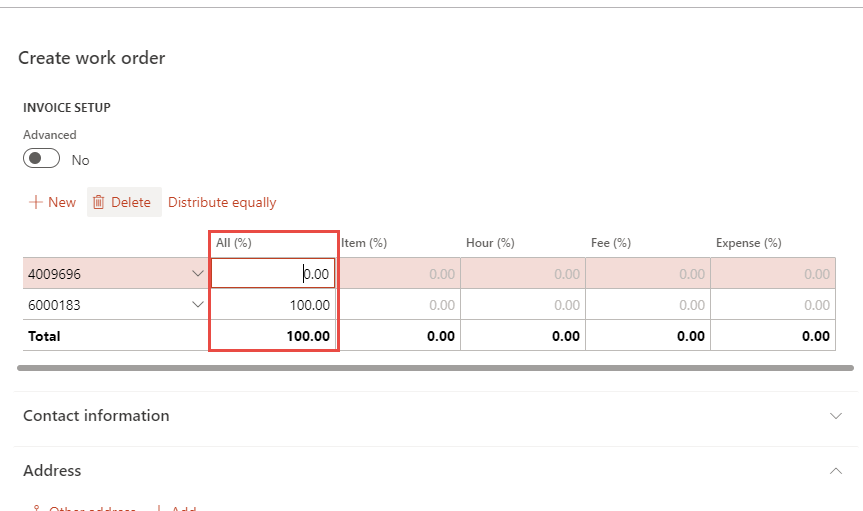 Create work order
INVOICE SETUP
Advanced
No
New Delete Distribute equally
All (%) Item (%) Hour (%) Fee (%) Expense (%)
4009696 0.00 0.00 0.00 0.00 0.00
6000183 100.00 0.00 0.00 0.00 0.00
Total 100.00 0.00 0.00 0.00 0.00
Contact information
Address
Other address Add